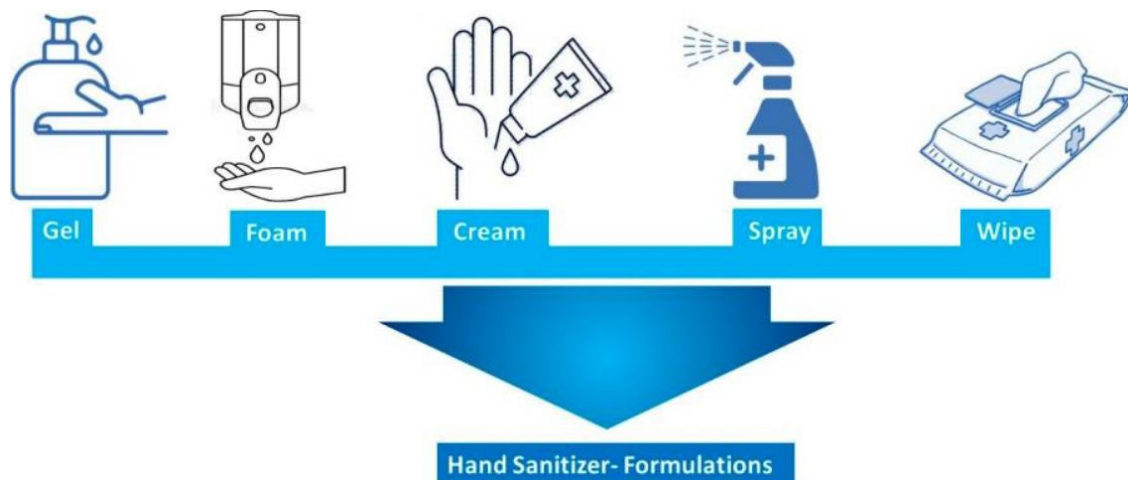 Gel
Foam
Cream
Spray
Wipe
Hand Sanitizer- Formulations